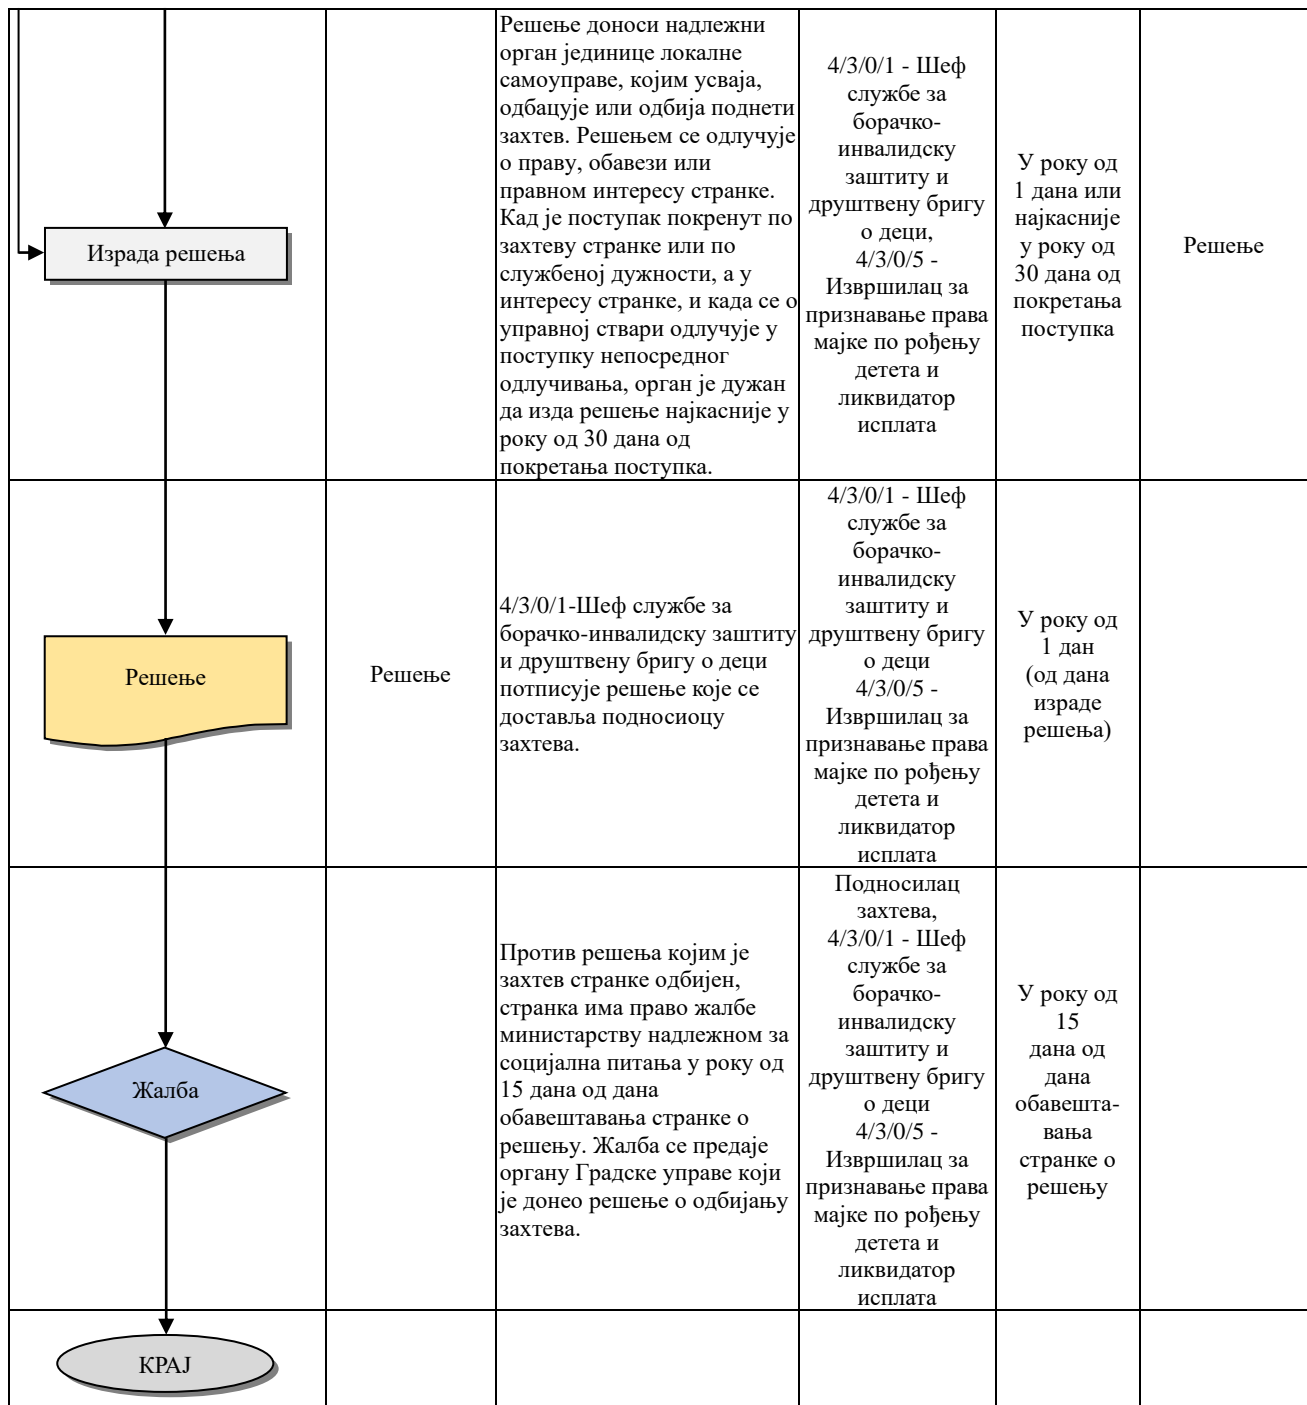 Израда решења
Решење доноси надлежни
орган јединице локалне
самоуправе, којим усваја,
одбацује или одбија поднети
захтев. Решењем се одлучује
о праву, обавези или
правном интересу странке.
Кад је поступак покренут по
захтеву странке или по
службеној дужности, а у
интересу странке, и када се о
управној ствари одлучује у
поступку непосредног
одлучивања, орган је дужан
да изда решење најкасније у
року од 30 дана од
покретања поступка.
4/3/0/1 - Шеф
службе за
борачко-
инвалидску
заштиту и
друштвену бригу
о деци,
4/3/0/5 -
Извршилац за
признавање права
мајке по рођењу
детета и
ликвидатор
исплата
У року од
1 дана или
најкасније
у року од
30 дана од
покретања
поступка
Решење
Решење
Решење
4/3/0/1-Шеф службе за
борачко-инвалидску заштиту
и друштвену бригу о деци
потписује решење које се
доставља подносиоцу
захтева.
4/3/0/1 - Шеф
службе за
борачко-
инвалидску
заштиту и
друштвену бригу
о деци
4/3/0/5 -
Извршилац за
признавање права
мајке по рођењу
детета и
ликвидатор
исплата
У року од
1 дан
(од дана
израде
решења)
Жалба
Против решења којим је
захтев странке одбијен,
странка има право жалбе
министарству надлежном за
социјална питања у року од
15 дана од дана
обавештавања странке о
решењу. Жалба се предаје
органу Градске управе који
је донео решење о одбијању
захтева.
Подносилац
захтева,
4/3/0/1 - Шеф
службе за
борачко-
инвалидску
заштиту и
друштвену бригу
о деци
4/3/0/5 -
Извршилац за
признавање права
мајке по рођењу
детета и
ликвидатор
исплата
У року од
15
дана од
дана
обавешта-
вања
странке о
решењу
КРАЈ